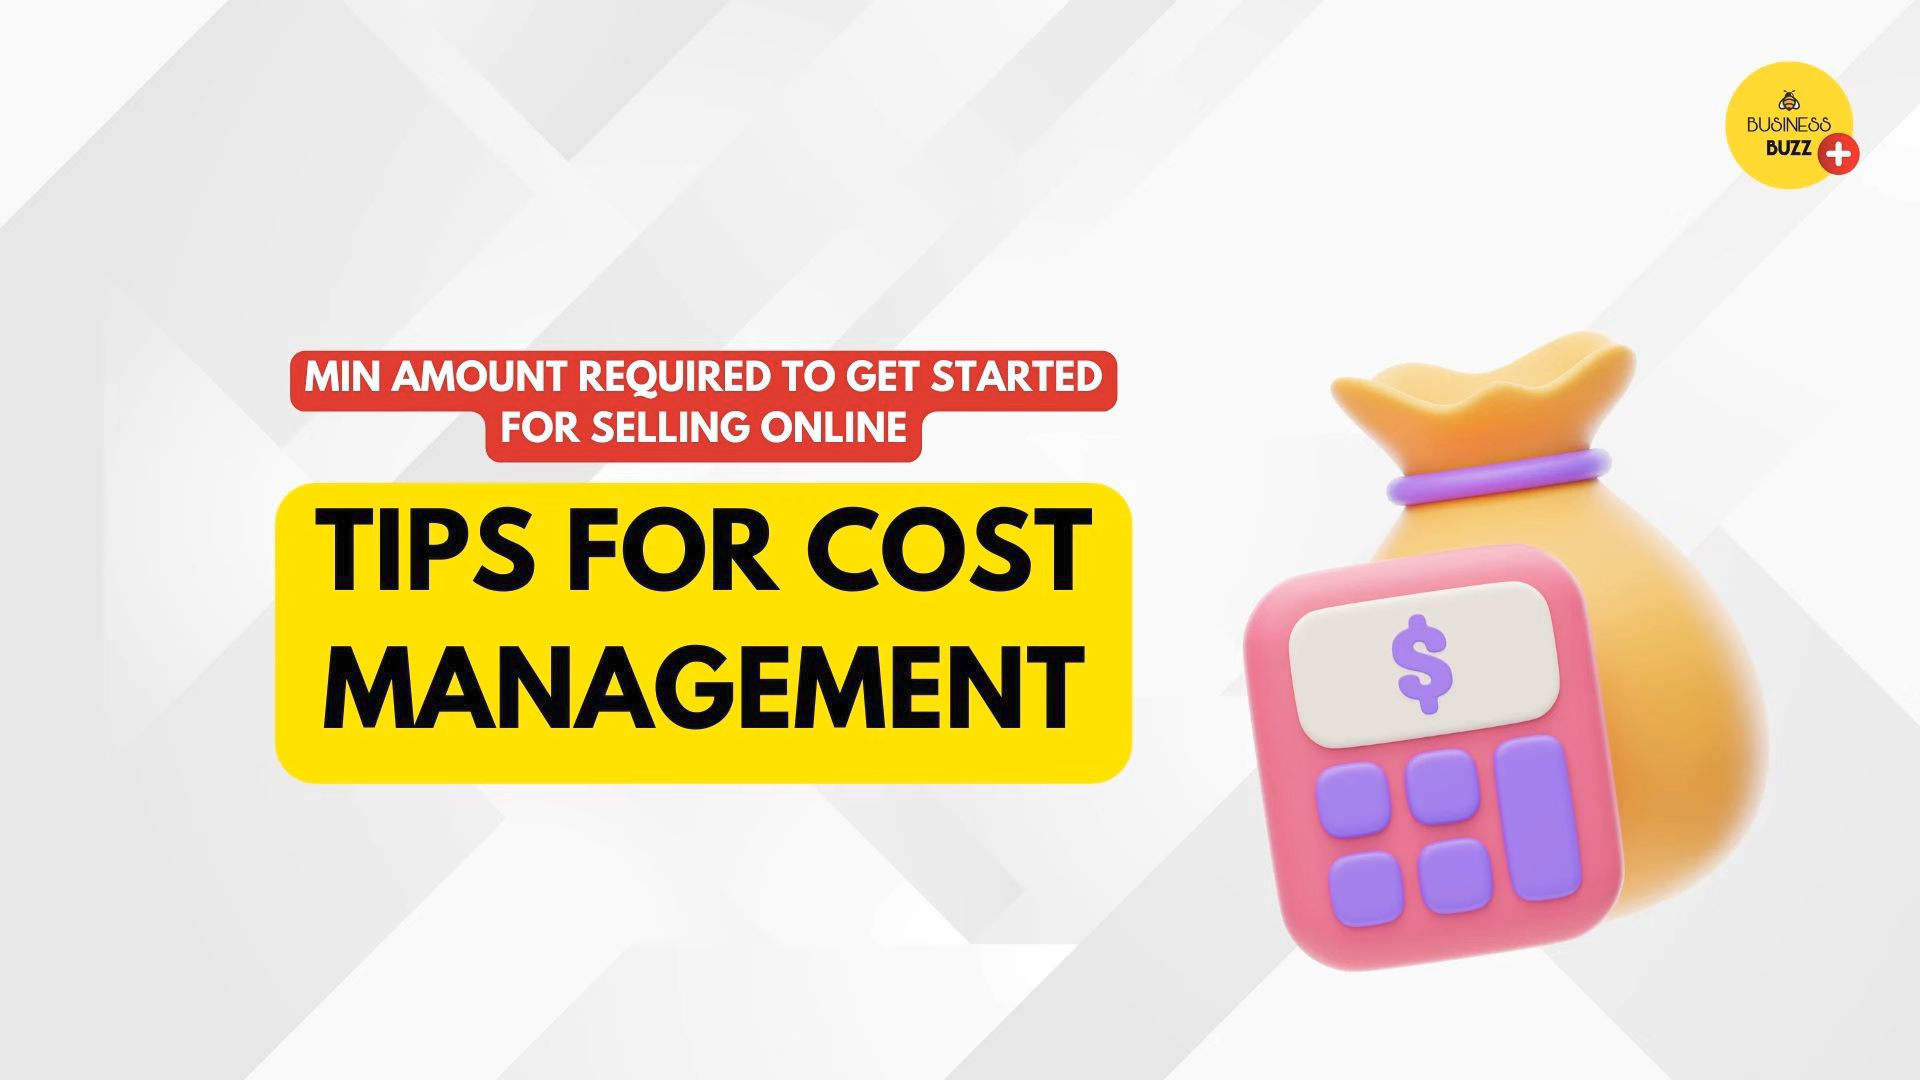 BUSINESS
BUZZ
MIN AMOUNT REQUIRED TO GET STARTED
FOR SELLING ONLINE
TIPS FOR COST
MANAGEMENT
$